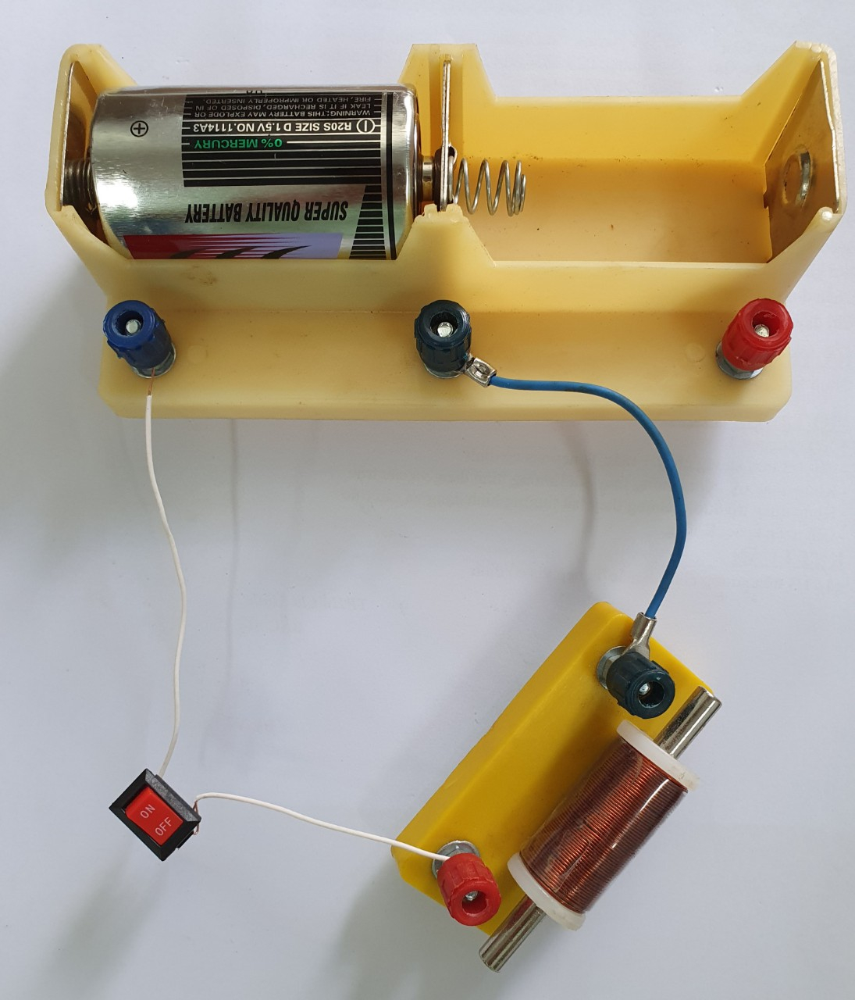 SUPER QUALITY BATTERY
0% MERCURY
R20S SIZE D 1.5V NO.1114A3
WARNING: THIS BATTERY MAY EXPLODE OR
LEAK IF IT IS RECHARGED, DISPOSED OF IN
FIRE, HEATED OR IMPROPERLY INSERTED.
ON
OFF